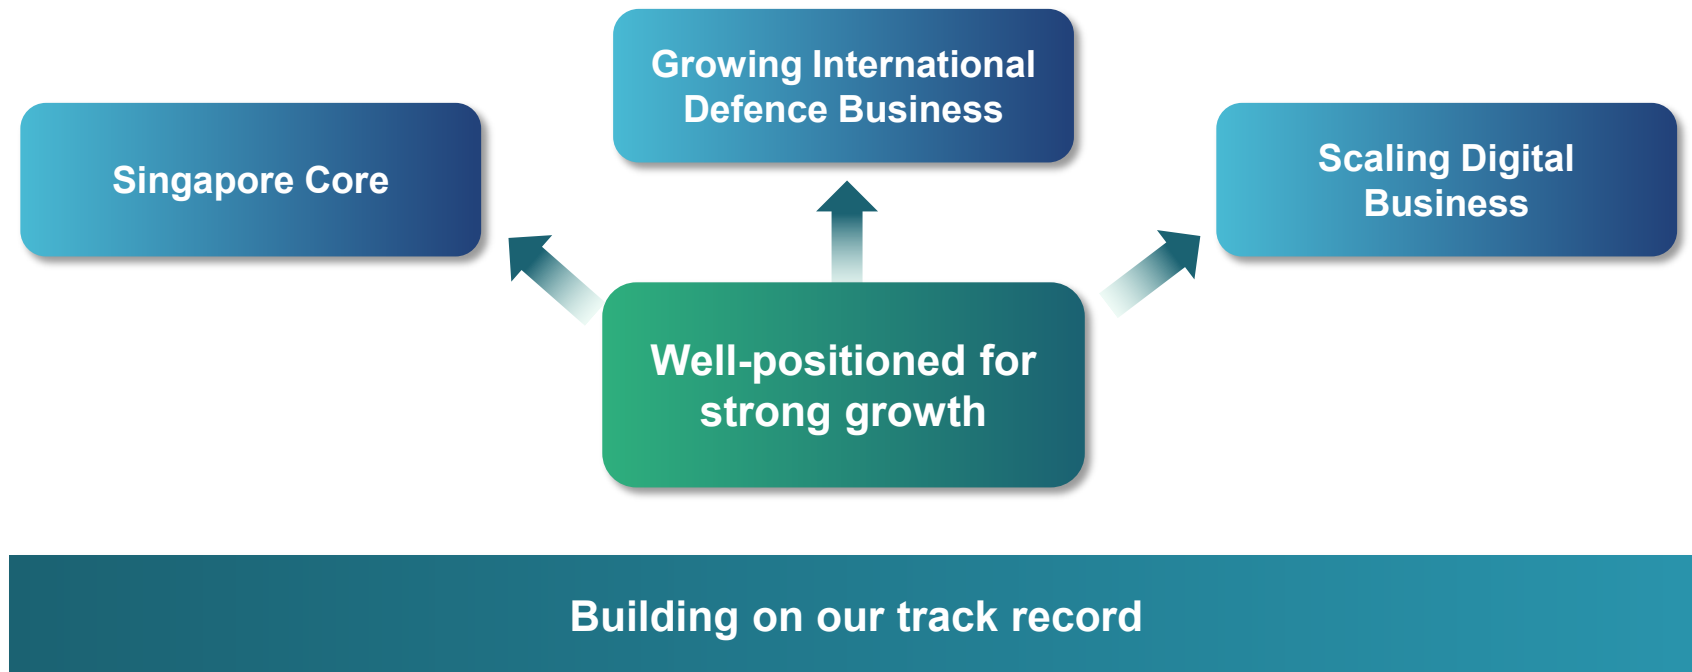 Growing International
Defence Business
Singapore Core
Scaling Digital
Business
Well-positioned for
strong growth
Building on our track record